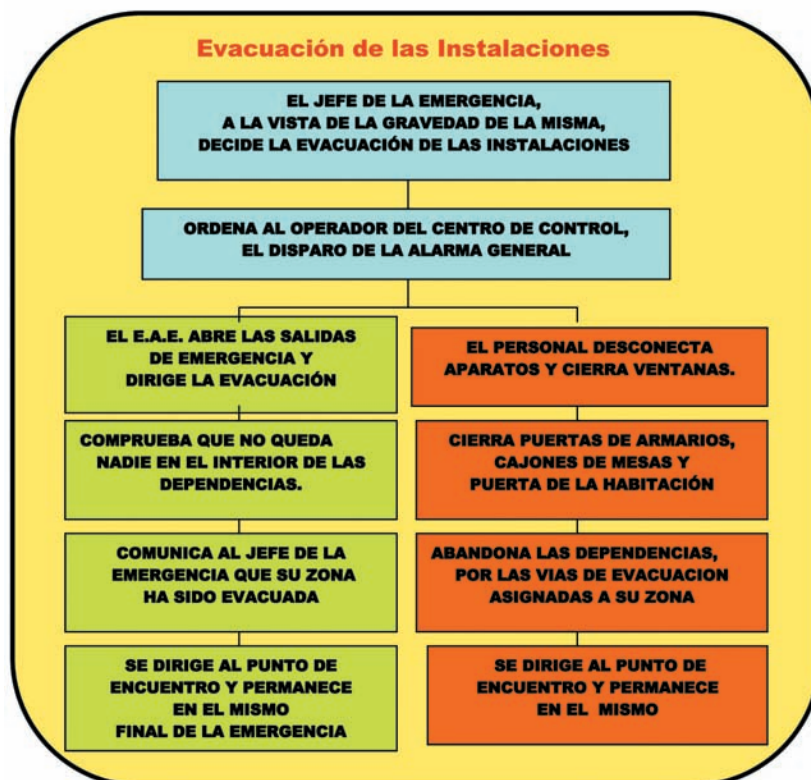 Evacuación de las Instalaciones
EL JEFE DE LA EMERGENCIA,
A LA VISTA DE LA GRAVEDAD DE LA MISMA,
DECIDE LA EVACUACIÓN DE LAS INSTALACIONES
ORDENA AL OPERADOR DEL CENTRO DE CONTROL,
EL DISPARO DE LA ALARMA GENERAL
EL E.A.E. ABRE LAS SALIDAS
DE EMERGENCIA Y
DIRIGE LA EVACUACIÓN
COMPRUEBA QUE NO QUEDA
NADIE EN EL INTERIOR DE LAS
DEPENDENCIAS.
COMUNICA AL JEFE DE LA
EMERGENCIA QUE SU ZONA
HA SIDO EVACUADA
SE DIRIGE AL PUNTO DE
ENCUENTRO Y PERMANECE
EN EL MISMO
FINAL DE LA EMERGENCIA
EL PERSONAL DESCONECTA
APARATOS Y CIERRA VENTANAS.
CIERRA PUERTAS DE ARMARIOS,
CAJONES DE MESAS Y
PUERTA DE LA HABITACIÓN
ABANDONA LAS DEPENDENCIAS,
POR LAS VIAS DE EVACUACION
ASIGNADAS A SU ZONA
SE DIRIGE AL PUNTO DE
ENCUENTRO Y PERMANECE
EN EL MISMO